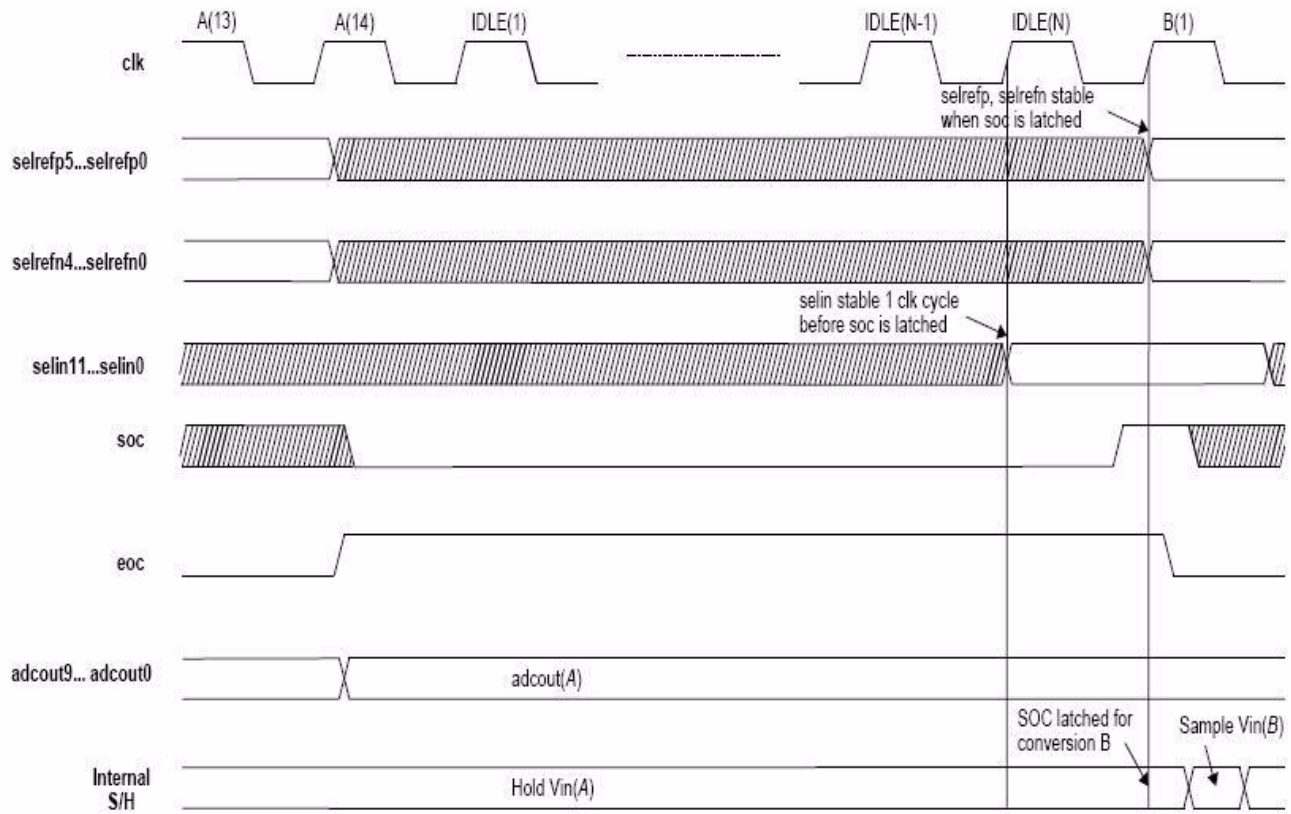 A(13) A(14) IDLE(1) IDLE(N-1) IDLE(N) B(1)
clk
selrefp, selrefn stable
when soc is latched
selrefp5...selrefp0
selrefn4...selrefn0
selin stable 1 clk cycle
before soc is latched
selin11...selin0
soc
eoc
adcout9... adcout0
adcout(A)
SOC latched for
conversion B
Sample Vin(B)
Internal
S/H
Hold Vin(A)